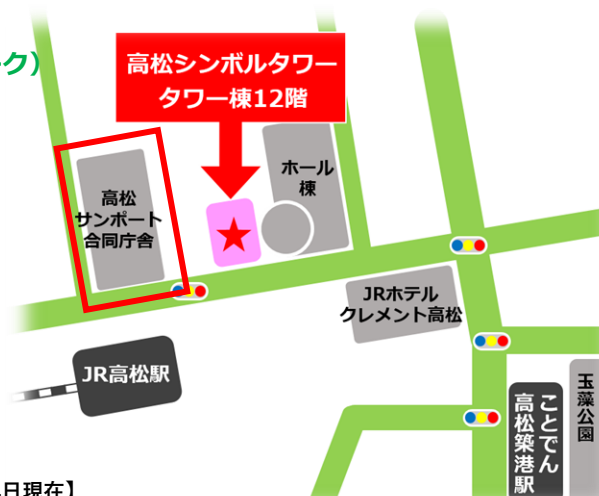 ーク）
高松シンボルタワー
タワー棟12階
ホール
棟
高松
サンポート
合同庁舎
JRホテル
クレメント高松
JR高松駅
ことでん
高松築港駅
玉藻公園
日現在】